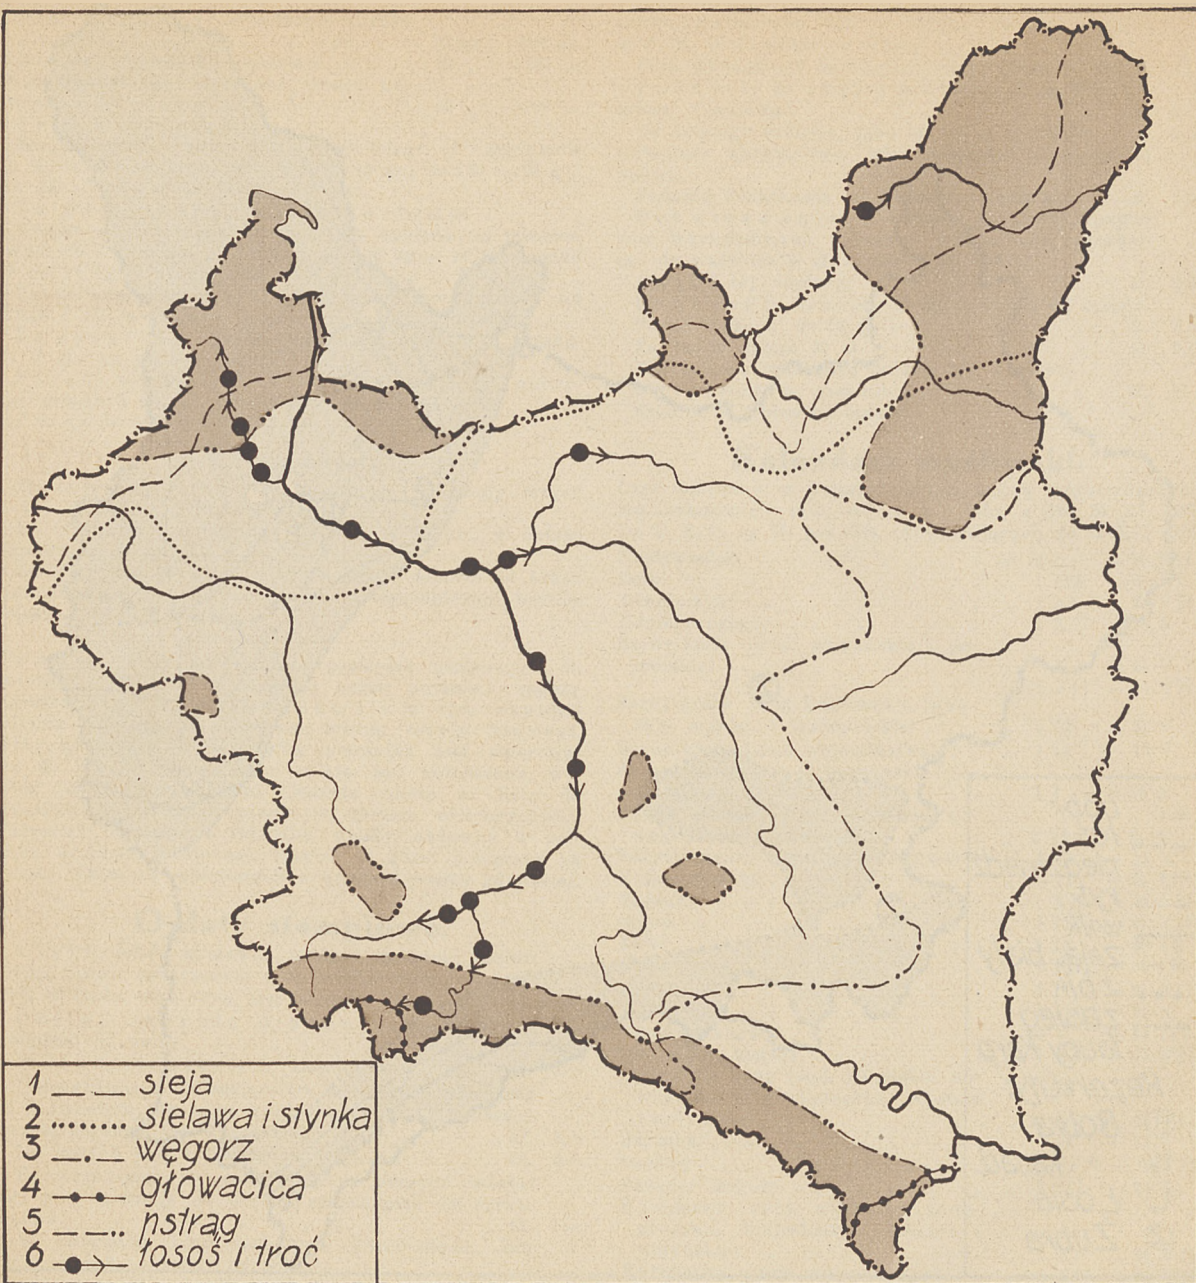 1 sieja
2 sielawa i stynka
3 węgorz
4 głowacica
5 pstrąg
6 łosoś i troć